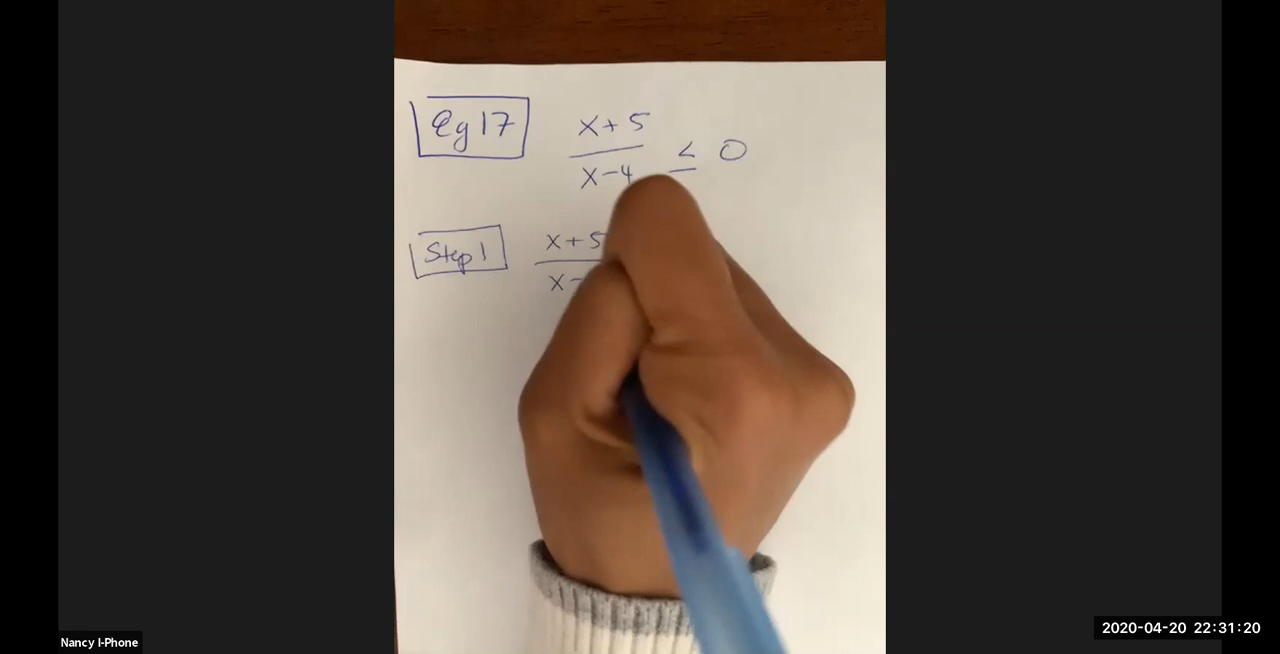 Eg 17
x+5
x-4
≤ 0
Step 1
x+5
x-
Nancy I-Phone
2020-04-20 22:31:20